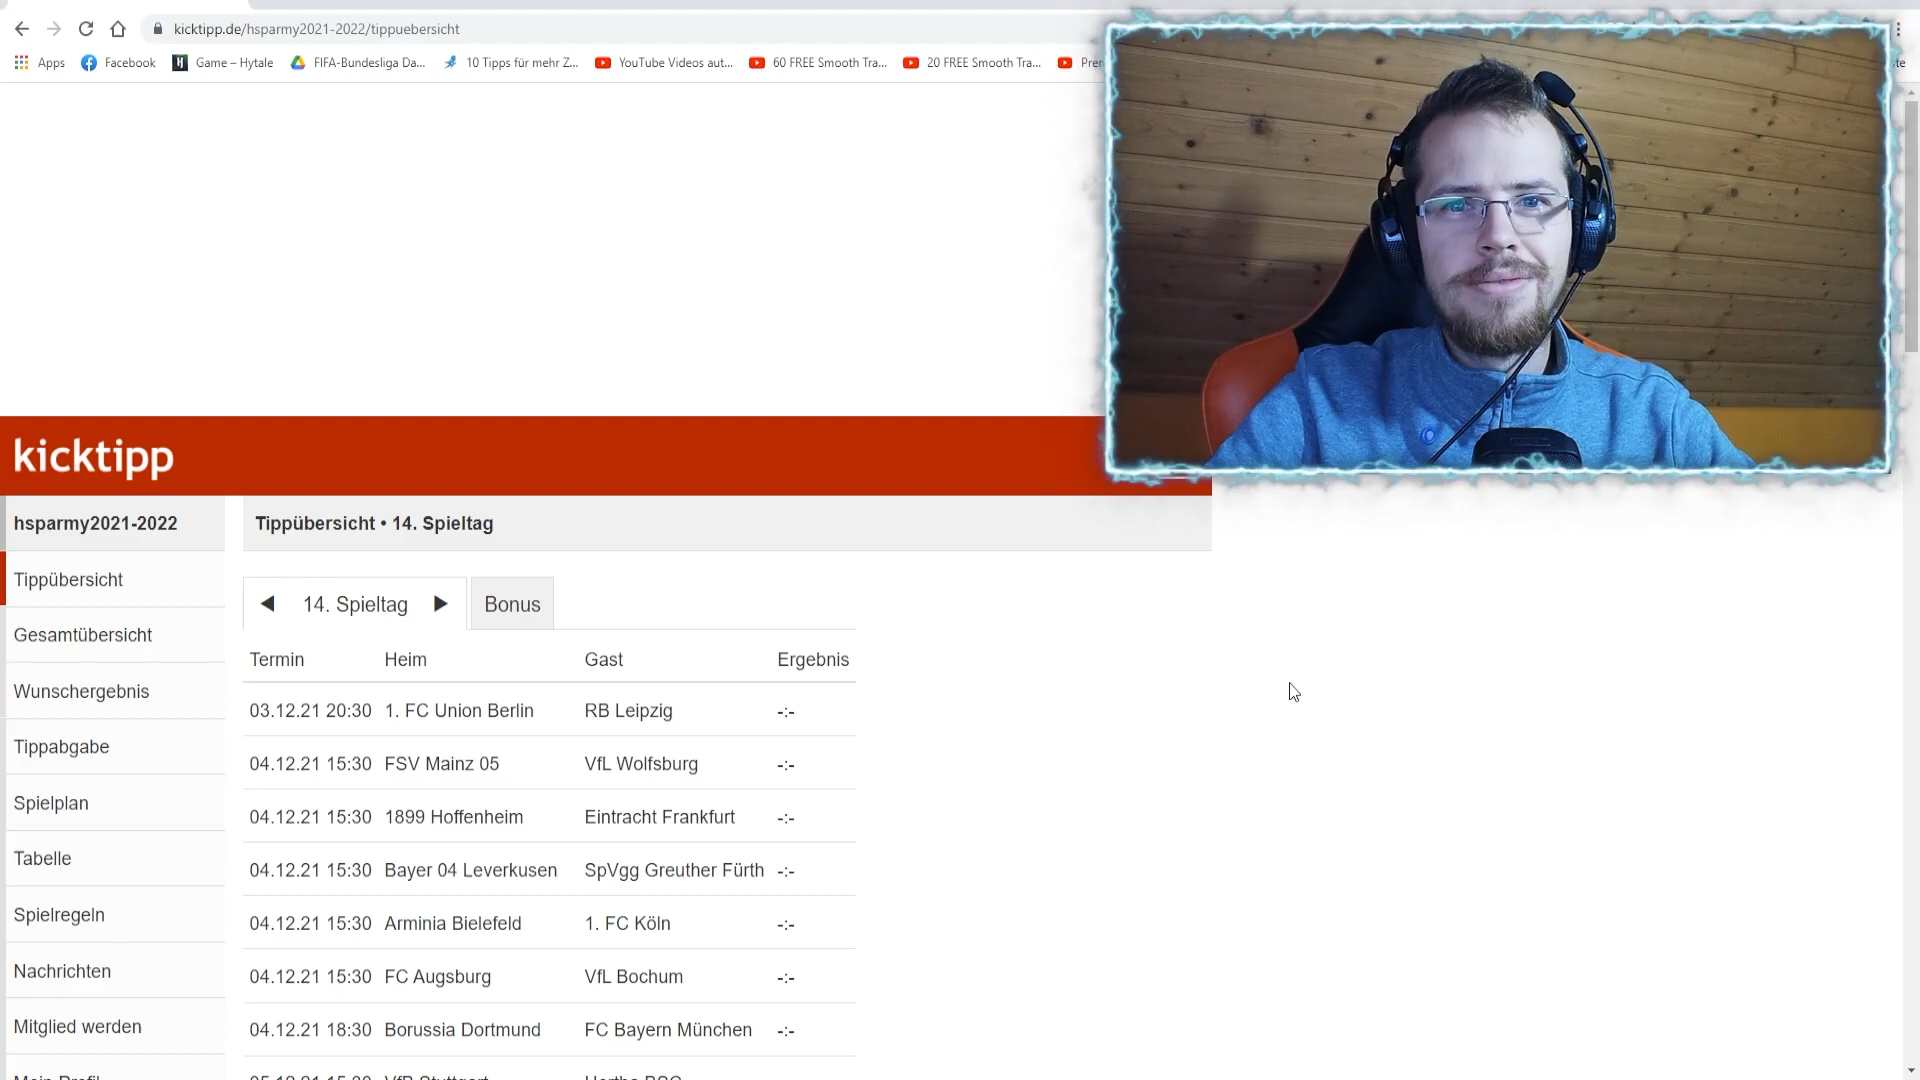 kicktipp.de/hsparmy2021-2022/tippuebersicht
Apps Facebook Game – Hytale FIFA-Bundesliga Da... 10 Tipps für mehr Z... YouTube Videos aut... 60 FREE Smooth Tra... 20 FREE Smooth Tra...
kicktipp
hsparmy2021-2022
Tippübersicht • 14. Spieltag
Tippübersicht
14. Spieltag Bonus
Gesamtübersicht
Termin Heim Gast Ergebnis
Wunschergebnis
03.12.21 20:30 1. FC Union Berlin RB Leipzig -:-
Tippabgabe
04.12.21 15:30 FSV Mainz 05 VfL Wolfsburg -:-
Spielplan
04.12.21 15:30 1899 Hoffenheim Eintracht Frankfurt -:-
Tabelle
04.12.21 15:30 Bayer 04 Leverkusen SpVgg Greuther Fürth -:-
Spielregeln
04.12.21 15:30 Arminia Bielefeld 1. FC Köln -:-
Nachrichten
04.12.21 15:30 FC Augsburg VfL Bochum -:-
Mitglied werden
04.12.21 18:30 Borussia Dortmund FC Bayern München -:-